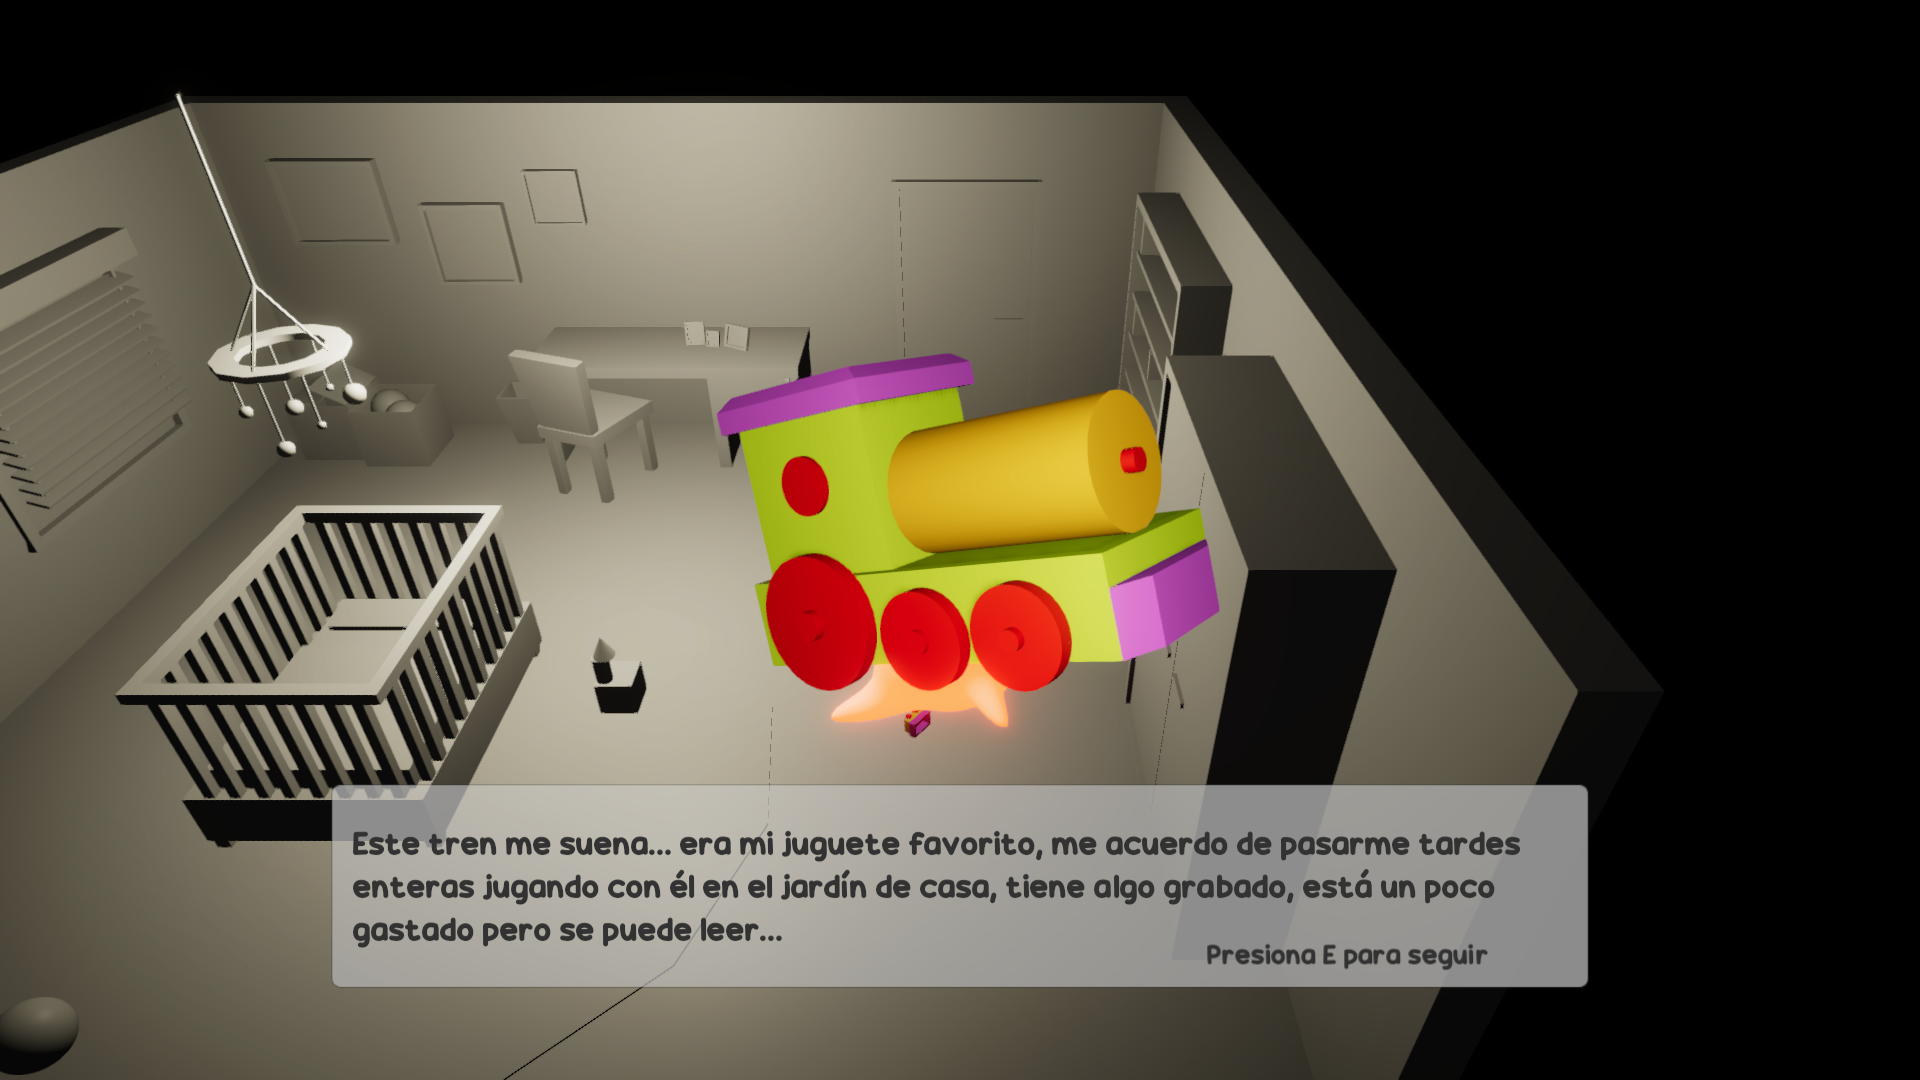 Este tren me suena... era mi juguete favorito, me acuerdo de pasarme tardes
enteras jugando con él en el jardín de casa, tiene algo grabado, está un poco
gastado pero se puede leer...
Presiona E para seguir